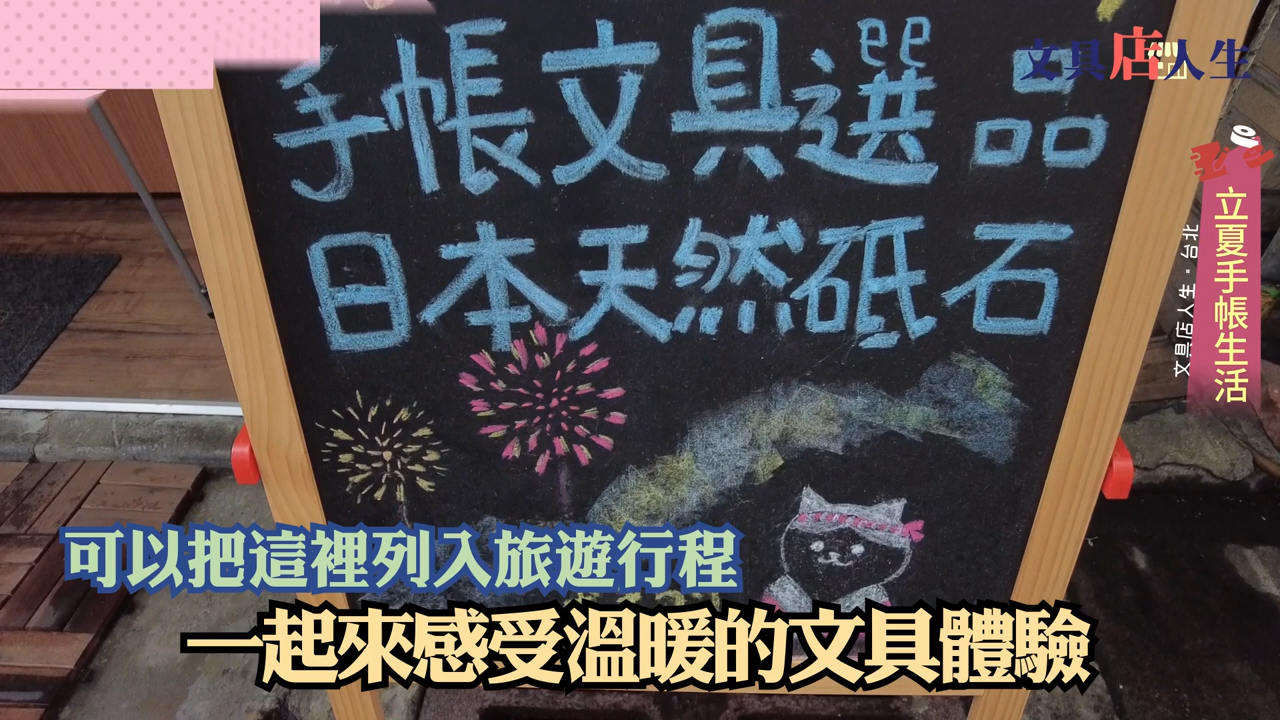 手帳文具選品
日本天然砥石
文具店人生
立夏手帳生活
文具店人生・台北
可以把這裡列入旅遊行程
一起來感受溫暖的文具體驗